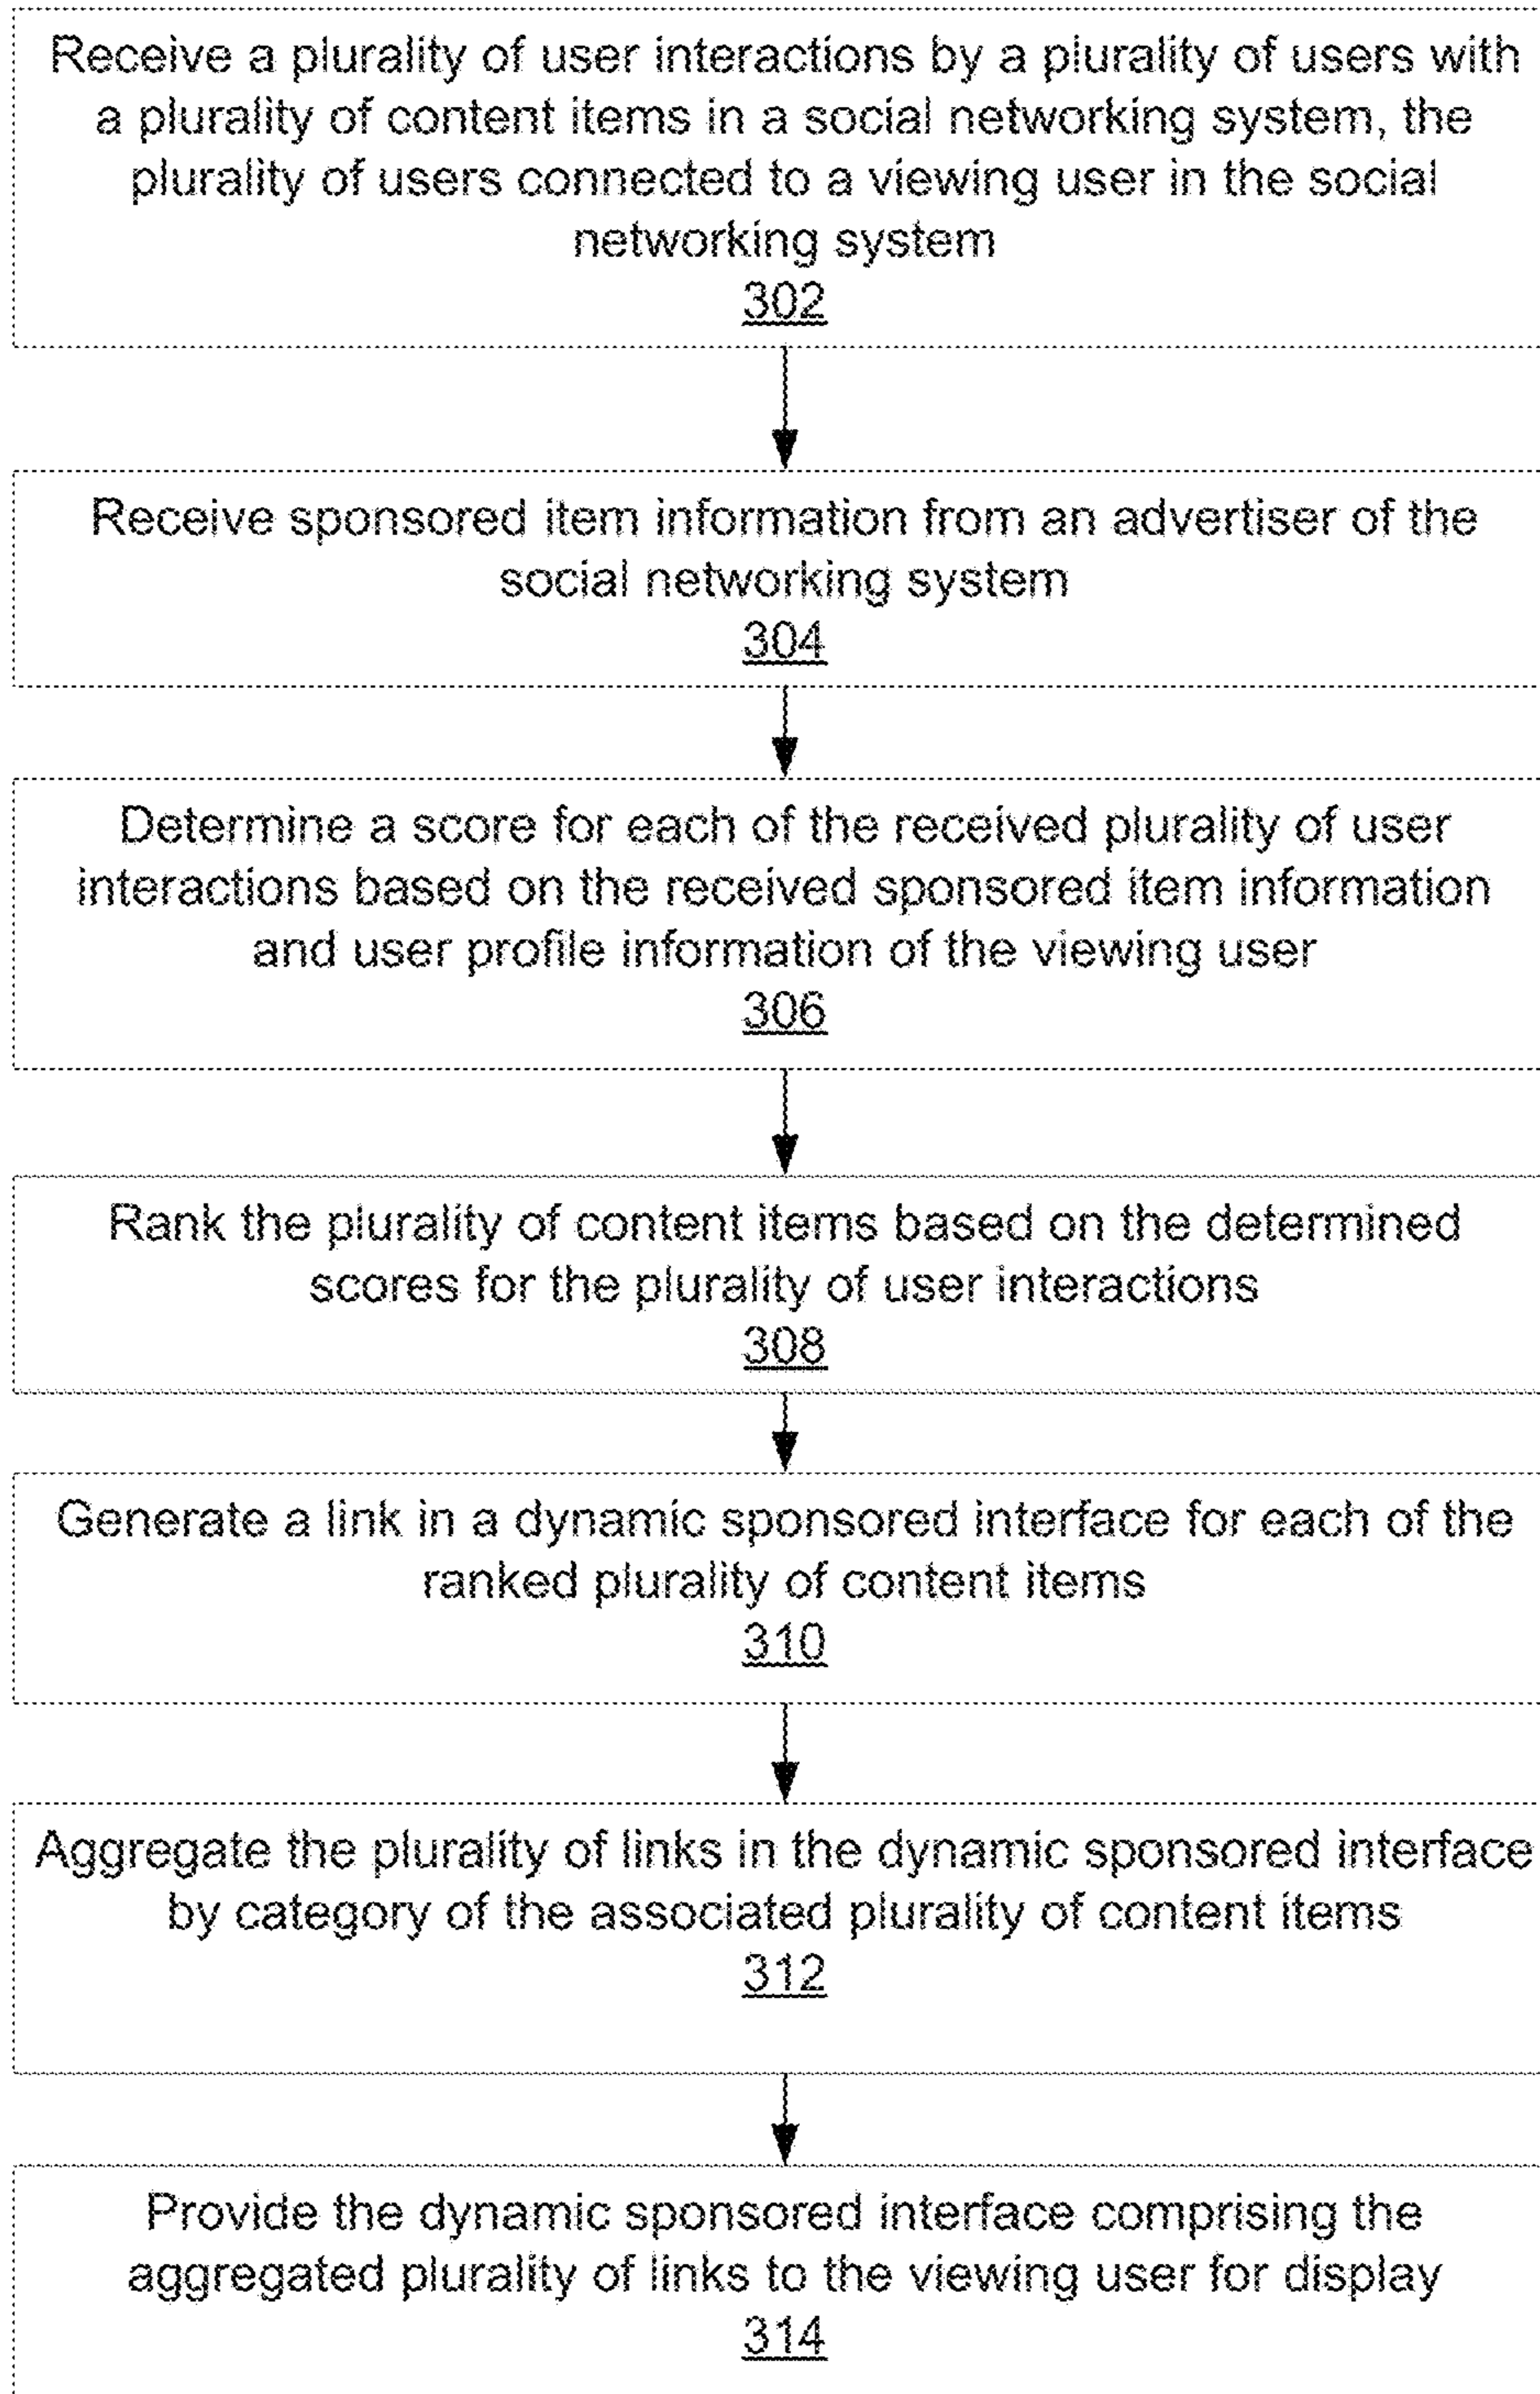 Receive a plurality of user interactions by a plurality of users with
a plurality of content items in a social networking system, the
plurality of users connected to a viewing user in the social
networking system
302
Receive sponsored item information from an advertiser of the
social networking system
304
Determine a score for each of the received plurality of user
interactions based on the received sponsored item information
and user profile information of the viewing user
306
Rank the plurality of content items based on the determined
scores for the plurality of user interactions
308
Generate a link in a dynamic sponsored interface for each of the
ranked plurality of content items
310
Aggregate the plurality of links in the dynamic sponsored interface
by category of the associated plurality of content items
312
Provide the dynamic sponsored interface comprising the
aggregated plurality of links to the viewing user for display
314